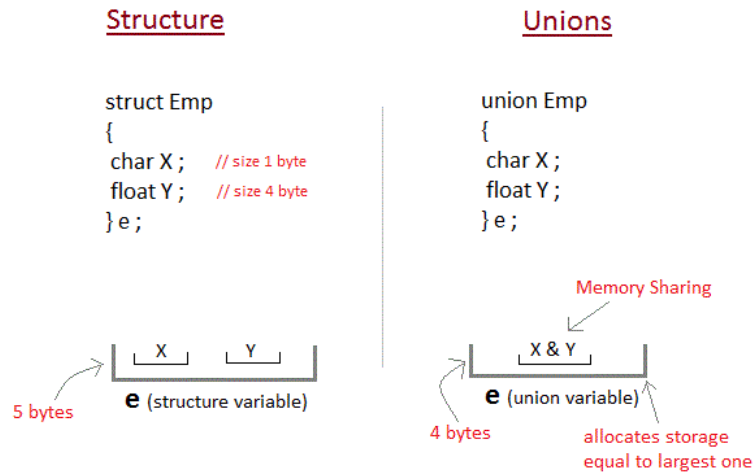 Structure
struct Emp
{
char X ; // size 1 byte
float Y ; // size 4 byte
} e ;
X Y
5 bytes
e (structure variable)
Unions
union Emp
{
char X ;
float Y ;
} e ;
Memory Sharing
X & Y
4 bytes
e (union variable)
allocates storage
equal to largest one